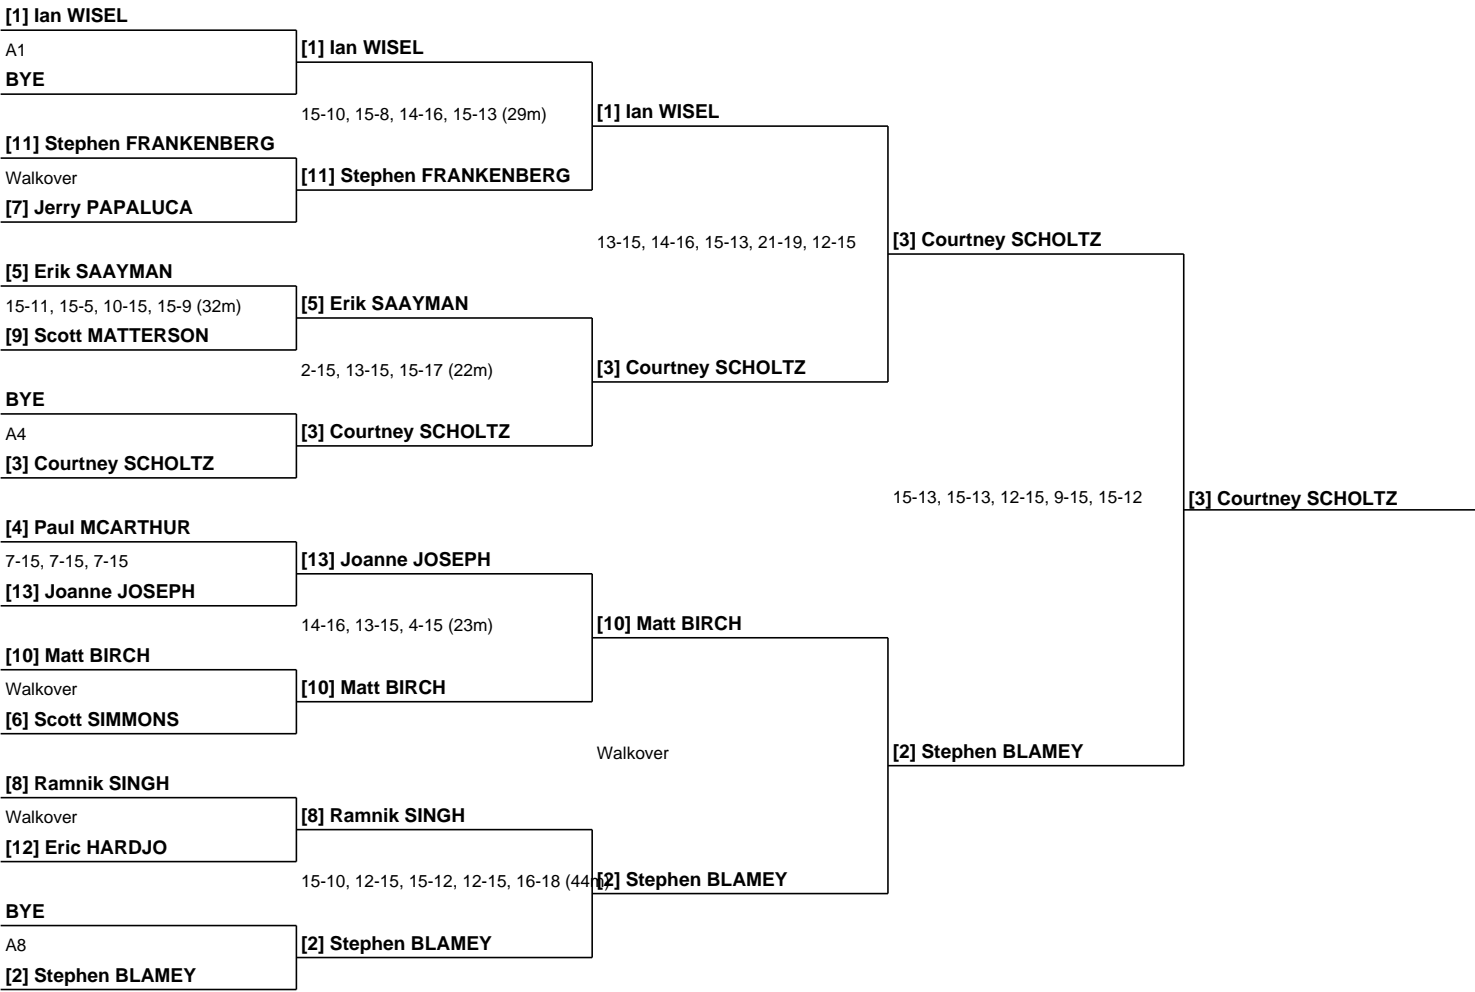 [1] Ian WISEL
A1
BYE
[11] Stephen FRANKENBERG
Walkover
[7] Jerry PAPALUCA
[5] Erik SAAYMAN
15-11, 15-5, 10-15, 15-9 (32m)
[9] Scott MATTERSON
BYE
A4
[3] Courtney SCHOLTZ
[4] Paul MCARTHUR
7-15, 7-15, 7-15
[13] Joanne JOSEPH
[10] Matt BIRCH
Walkover
[6] Scott SIMMONS
[8] Ramnik SINGH
Walkover
[12] Eric HARDJO
BYE
A8
[2] Stephen BLAMEY
[1] Ian WISEL
15-10, 15-8, 14-16, 15-13 (29m)
[11] Stephen FRANKENBERG
[5] Erik SAAYMAN
2-15, 13-15, 15-17 (22m)
[3] Courtney SCHOLTZ
[13] Joanne JOSEPH
14-16, 13-15, 4-15 (23m)
[10] Matt BIRCH
[8] Ramnik SINGH
15-10, 12-15, 15-12, 12-15, 16-18 (44m)
[2] Stephen BLAMEY
[1] Ian WISEL
13-15, 14-16, 15-13, 21-19, 12-15
[3] Courtney SCHOLTZ
[10] Matt BIRCH
Walkover
[2] Stephen BLAMEY
[3] Courtney SCHOLTZ
15-13, 15-13, 12-15, 9-15, 15-12
[2] Stephen BLAMEY
[3] Courtney SCHOLTZ